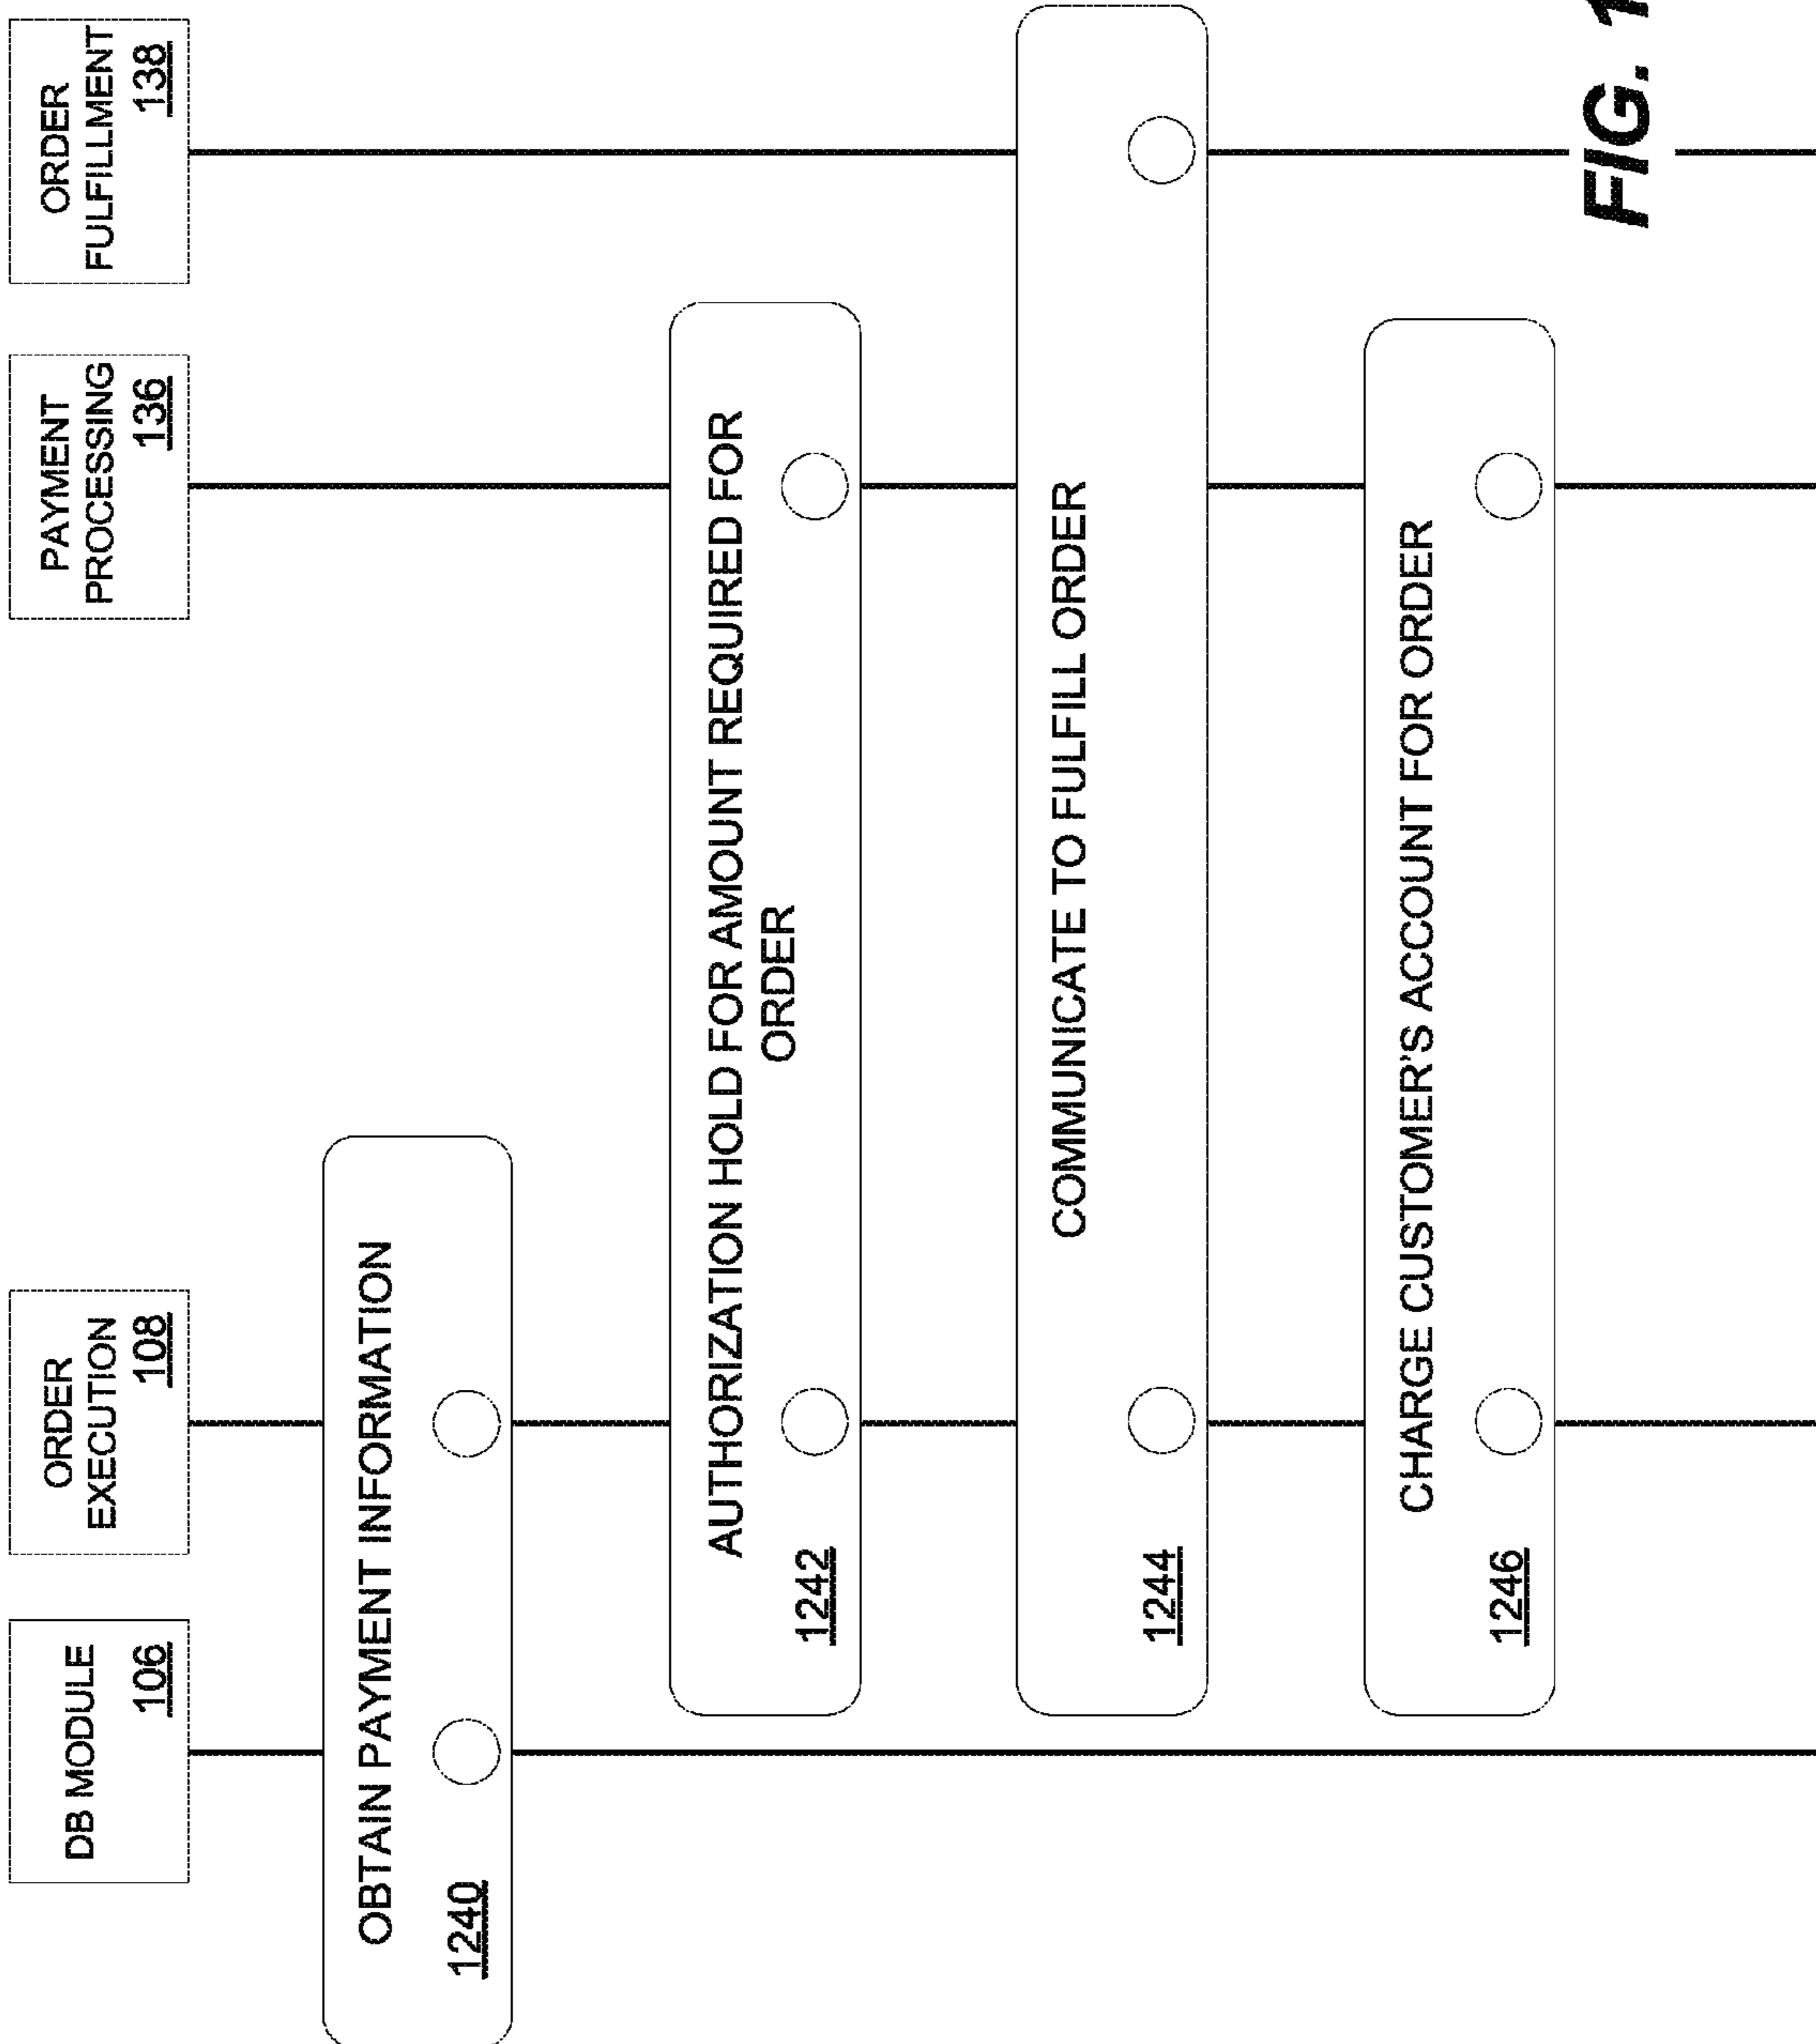 DB MODULE
106
ORDER
EXECUTION
108
PAYMENT
PROCESSING
136
ORDER
FULFILLMENT
138
OBTAIN PAYMENT INFORMATION
1240
AUTHORIZATION HOLD FOR AMOUNT REQUIRED FOR
ORDER
1242
COMMUNICATE TO FULFILL ORDER
1244
CHARGE CUSTOMER'S ACCOUNT FOR ORDER
1246
FIG. 1